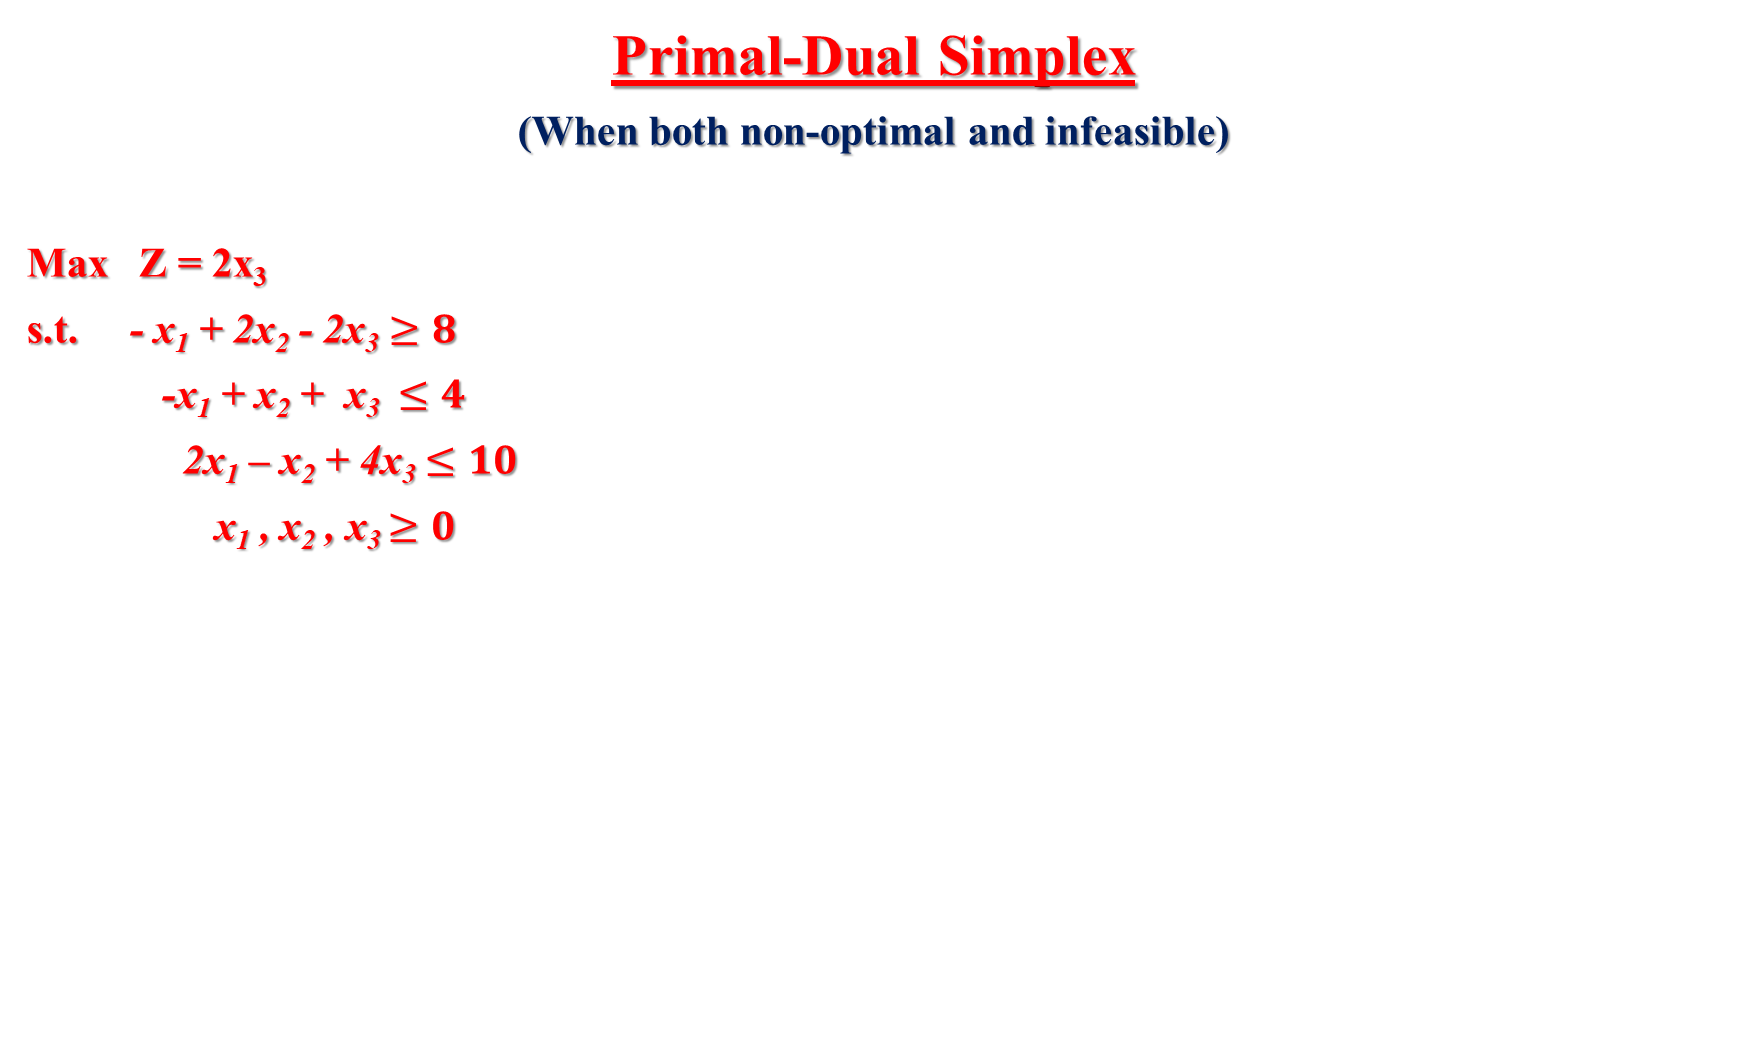 Primal-Dual Simplex
(When both non-optimal and infeasible)
Max Z = 2x₃
s.t. - x₁ + 2x₂ - 2x₃ ≥ 8
-x₁ + x₂ + x₃ ≤ 4
2x₁ – x₂ + 4x₃ ≤ 10
x₁ , x₂ , x₃ ≥ 0